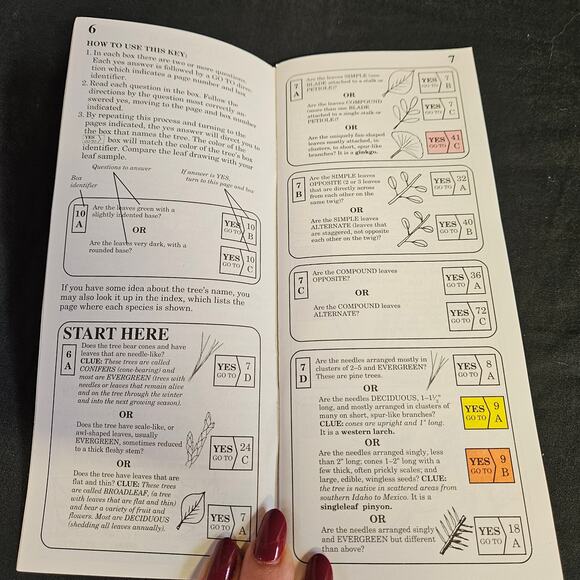 6
HOW TO USE THIS KEY:
1. In each box there are two or more questions.
Each yes answer is followed by a GO TO direc-
tion which indicates a page number and box
identifier.
2. Read each question in the box. Follow the
directions by the question most correctly an-
swered yes, moving to the page and box number
indicated.
3. By repeating this process and turning to the
pages indicated, the yes answer will direct you to
the box that names the tree. The color of the
YES GO TO box will match the color of the tree's box
identifier. Compare the leaf drawing with your
leaf sample.
Questions to answer
If answer is YES,
turn to this page and box
Box
identifier
10
A
Are the leaves green with a
slightly indented base?
YES
GO TO
10
B
OR
Are the leaves very dark, with a
rounded base?
YES
GO TO
10
C
If you have some idea about the tree's name, you
may also look it up in the index, which lists the
page where each species is shown.
START HERE
6
A
Does the tree bear cones and have
leaves that are needle-like?
CLUE: These trees are called
CONIFERS (cone-bearing) and
most are EVERGREEN (trees with
needles or leaves that remain alive
and on the tree through the winter
and into the next growing season).
YES
GO TO
7
D
OR
Does the tree have scale-like, or
awl-shaped leaves, usually
EVERGREEN, sometimes reduced
to a thick fleshy stem?
YES
GO TO
24
C
OR
Does the tree have leaves that are
flat and thin? CLUE: These trees
are called BROADLEAF, (a tree
with leaves that are flat and thin)
and bear a variety of fruit and
flowers. Most are DECIDUOUS
(shedding all leaves annually).
YES
GO TO
7
A
7
7
A
Are the leaves SIMPLE (one
BLADE attached to a stalk or
PETIOLE)?
YES
GO TO
7
B
OR
Are the leaves COMPOUND
(more than one BLADE
attached to a single stalk or
PETIOLE)?
YES
GO TO
7
C
OR
Are the uniquely fan-shaped
leaves mostly attached, in
clusters, to short, spur-like
branches? It is a ginkgo.
YES
GO TO
41
C
7
B
Are the SIMPLE leaves
OPPOSITE (2 or 3 leaves
that are directly across
from each other on the
same twig)?
YES
GO TO
32
A
OR
Are the SIMPLE leaves
ALTERNATE (leaves that
are staggered, not opposite
each other on the twig)?
YES
GO TO
40
B
7
C
Are the COMPOUND leaves
OPPOSITE?
YES
GO TO
36
A
OR
Are the COMPOUND leaves
ALTERNATE?
YES
GO TO
72
C
7
D
Are the needles arranged mostly in
clusters of 2–5 and EVERGREEN?
These are pine trees.
YES
GO TO
8
A
OR
Are the needles DECIDUOUS, 1–1½"
long, and mostly arranged in clusters
of many on short, spur-like branches?
CLUE: cones are upright and 1" long.
It is a western larch.
YES
GO TO
9
A
OR
Are the needles arranged singly, less
than 2" long; cones 1–2" long with a
few thick, often prickly scales; and
large, edible, wingless seeds? CLUE:
the tree is native in scattered areas from
southern Idaho to Mexico. It is a
singleleaf pinyon.
YES
GO TO
9
B
OR
Are the needles arranged singly
and EVERGREEN but different
than above?
YES
GO TO
18
A